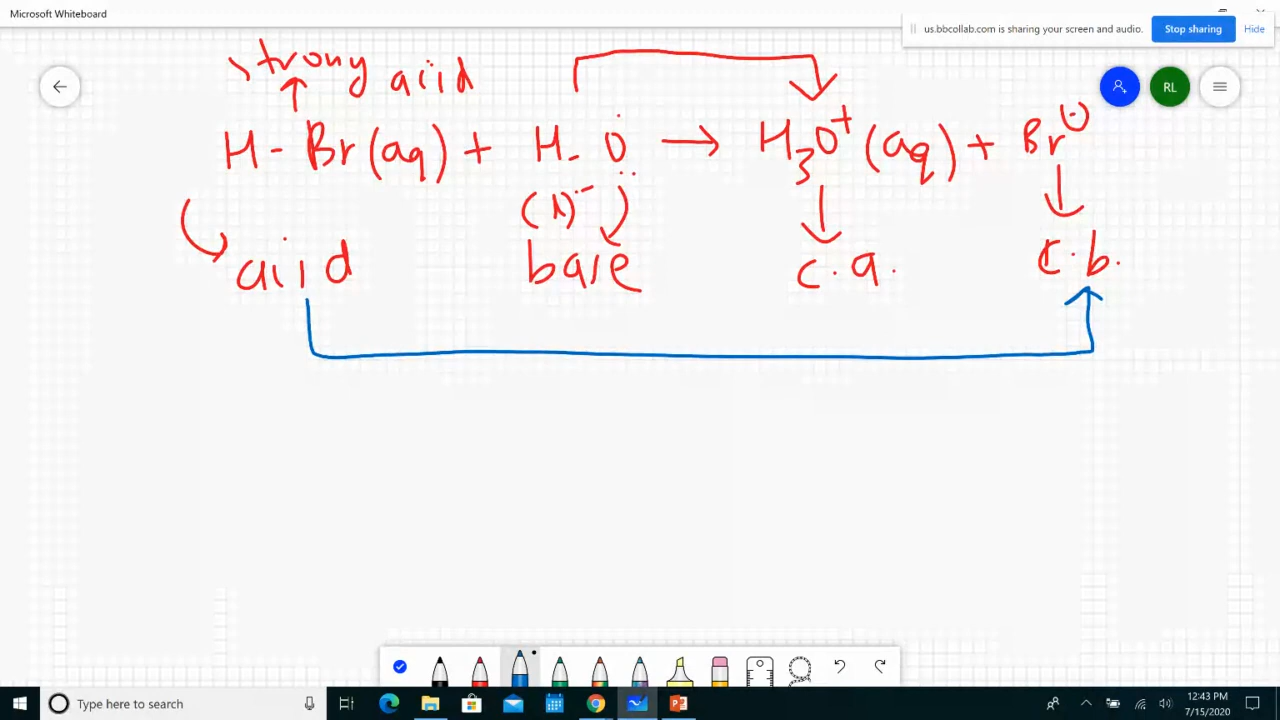 Microsoft Whiteboard
us.bbcollab.com is sharing your screen and audio.
Stop sharing
Hide
RL
strong acid
H - Br (aq) + H - O → H₃O⁺ (aq) + Br⁻
(l)
acid base c.a. c.b.
Type here to search
12:43 PM
7/15/2020